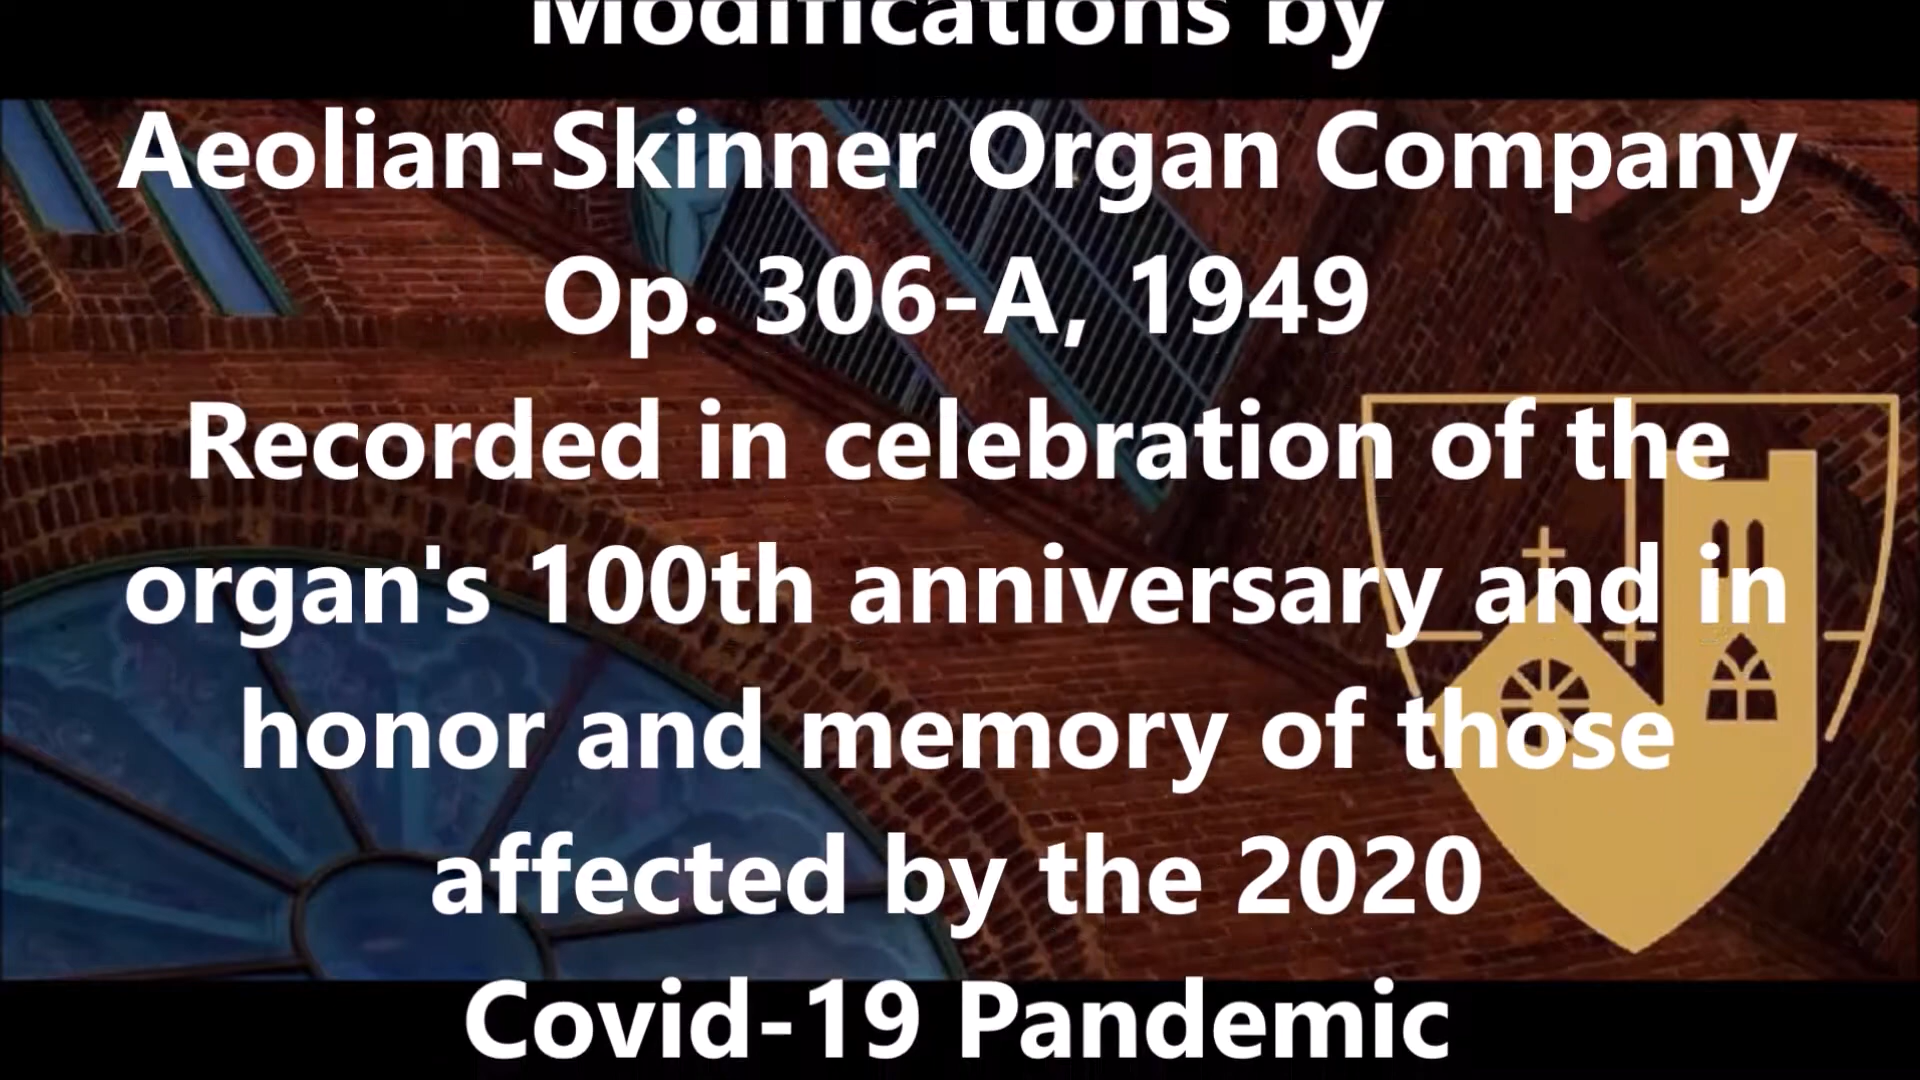 Modifications by
Aeolian-Skinner Organ Company
Op. 306-A, 1949
Recorded in celebration of the
organ's 100th anniversary and in
honor and memory of those
affected by the 2020
Covid-19 Pandemic